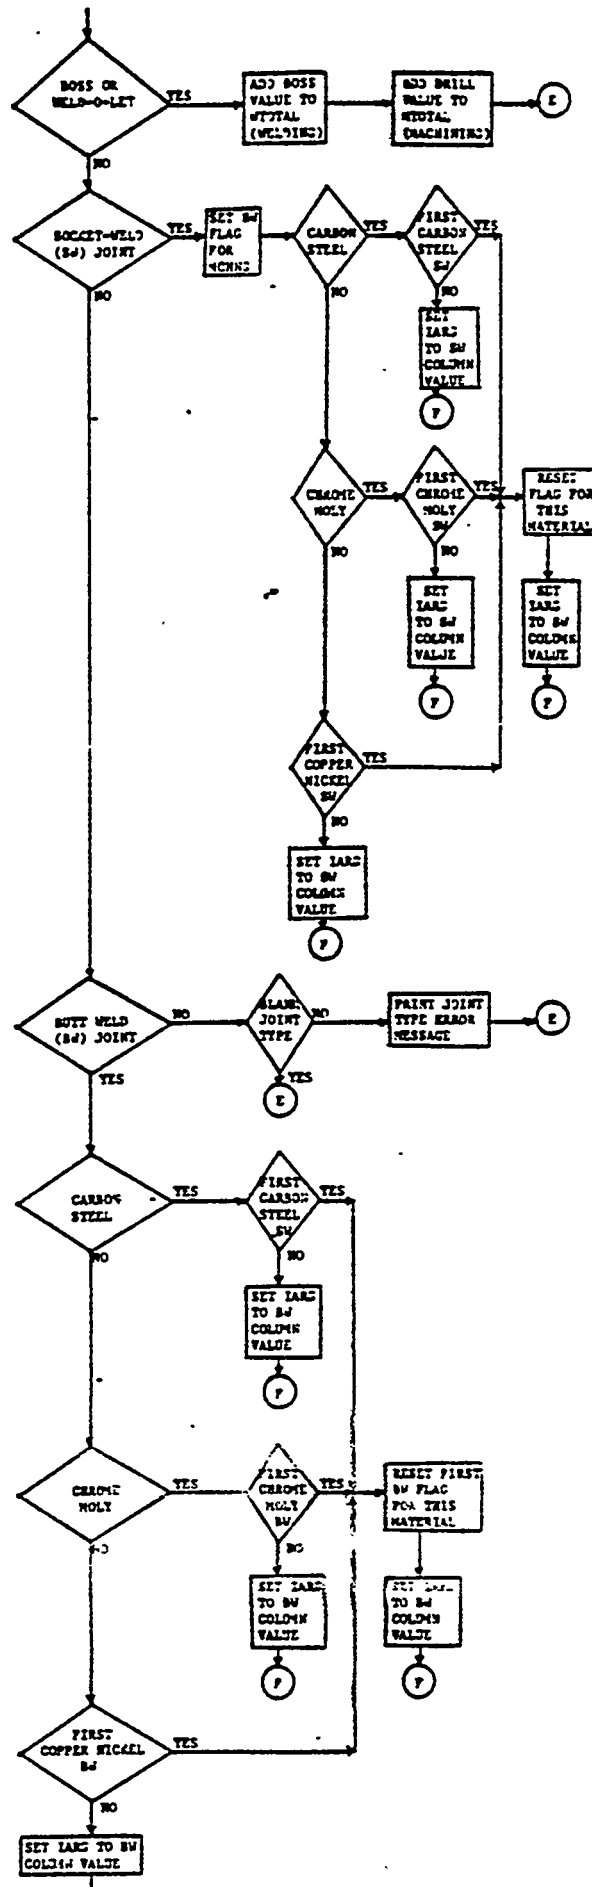 BOSS OR
WELD-O-LET
YES
ADD BOSS
VALUE TO
WTOTAL
(WELDING)
ADD DRILL
VALUE TO
MTOTAL
(MACHINING)
E
NO
SOCKET-WELD
(SW) JOINT
YES
SET SW
FLAG
FOR
MCHNG
CARBON
STEEL
YES
FIRST
CARBON
STEEL
SW
YES
NO
NO
NO
SET
IARG
TO SW
COLUMN
VALUE
F
CHROME
MOLY
YES
FIRST
CHROME
MOLY
SW
YES
RESET
FLAG FOR
THIS
MATERIAL
NO
NO
SET
IARG
TO SW
COLUMN
VALUE
F
SET
IARG
TO SW
COLUMN
VALUE
F
FIRST
COPPER
NICKEL
SW
YES
NO
SET IARG
TO SW
COLUMN
VALUE
F
BUTT WELD
(BW) JOINT
NO
BLANK
JOINT
TYPE
NO
PRINT JOINT
TYPE ERROR
MESSAGE
E
YES
YES
E
CARBON
STEEL
YES
FIRST
CARBON
STEEL
SW
YES
NO
NO
SET IARG
TO BW
COLUMN
VALUE
F
CHROME
MOLY
YES
FIRST
CHROME
MOLY
BW
YES
RESET FIRST
BW FLAG
FOR THIS
MATERIAL
NO
NO
SET IARG
TO BW
COLUMN
VALUE
F
SET IARG
TO BW
COLUMN
VALUE
F
FIRST
COPPER NICKEL
BW
YES
NO
SET IARG TO BW
COLUMN VALUE